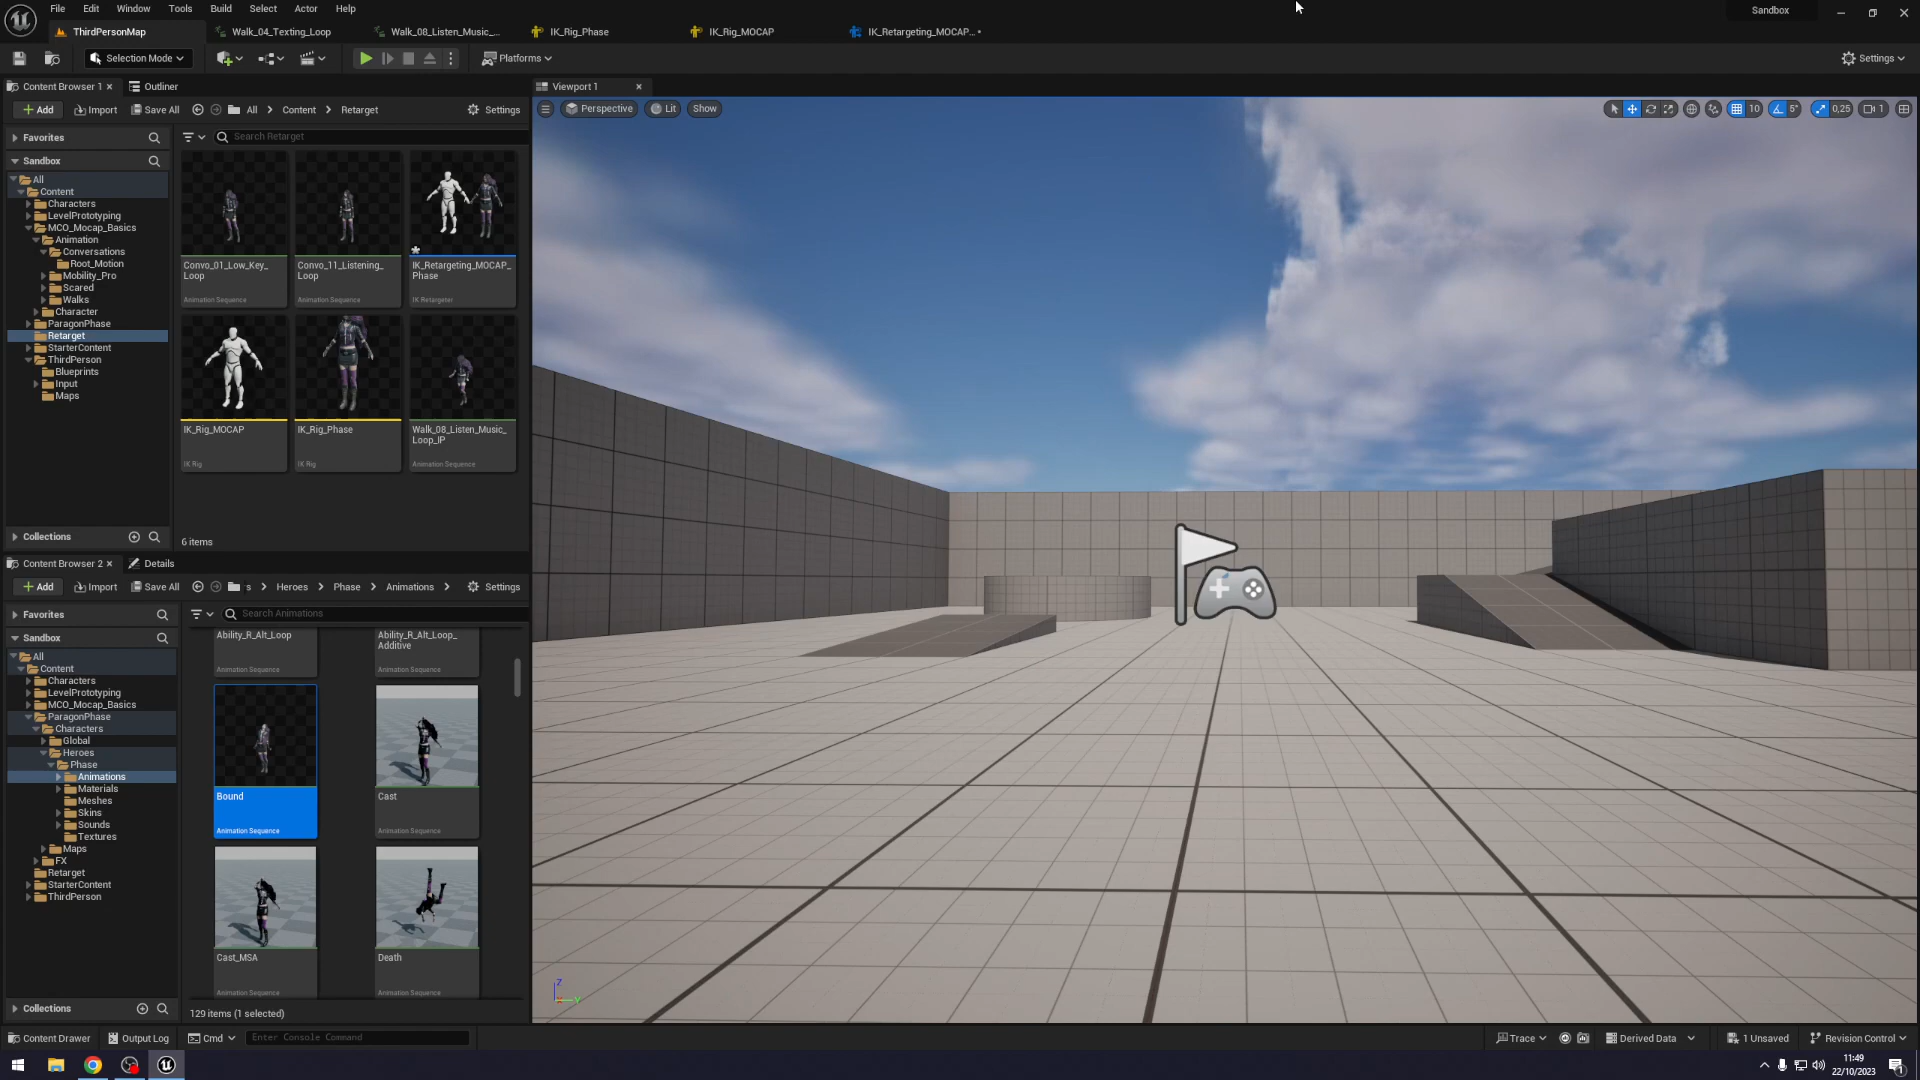 File Edit Window Tools Build Select Actor Help
Sandbox
ThirdPersonMap
Walk_04_Texting_Loop
Walk_08_Listen_Music_...
IK_Rig_Phase
IK_Rig_MOCAP
IK_Retargeting_MOCAP...•
Selection Mode
Platforms
Settings
Content Browser 1
Outliner
Add
Import
Save All
All
Content
Retarget
Settings
Favorites
Search Retarget
Sandbox
All
Content
Characters
LevelPrototyping
MCO_Mocap_Basics
Animation
Conversations
Root_Motion
Mobility_Pro
Scared
Walks
Character
ParagonPhase
Retarget
StarterContent
ThirdPerson
Blueprints
Input
Maps
Collections
Convo_01_Low_Key_
Loop
Animation Sequence
Convo_11_Listening_
Loop
Animation Sequence
IK_Retargeting_MOCAP_
Phase
IK Retargeter
IK_Rig_MOCAP
IK Rig
IK_Rig_Phase
IK Rig
Walk_08_Listen_Music_
Loop_IP
Animation Sequence
6 items
Viewport 1
Perspective
Lit
Show
10
5°
0,25
1
Z
Y
Content Browser 2
Details
Add
Import
Save All
s
Heroes
Phase
Animations
Settings
Favorites
Search Animations
Sandbox
All
Content
Characters
LevelPrototyping
MCO_Mocap_Basics
ParagonPhase
Characters
Global
Heroes
Phase
Animations
Materials
Meshes
Skins
Sounds
Textures
Maps
FX
Retarget
StarterContent
ThirdPerson
Collections
Ability_R_Alt_Loop
Animation Sequence
Ability_R_Alt_Loop_
Additive
Animation Sequence
Bound
Animation Sequence
Cast
Animation Sequence
Cast_MSA
Animation Sequence
Death
Animation Sequence
129 items (1 selected)
Content Drawer
Output Log
Cmd
Enter Console Command
Trace
Derived Data
1 Unsaved
Revision Control
11:49
22/10/2023
1